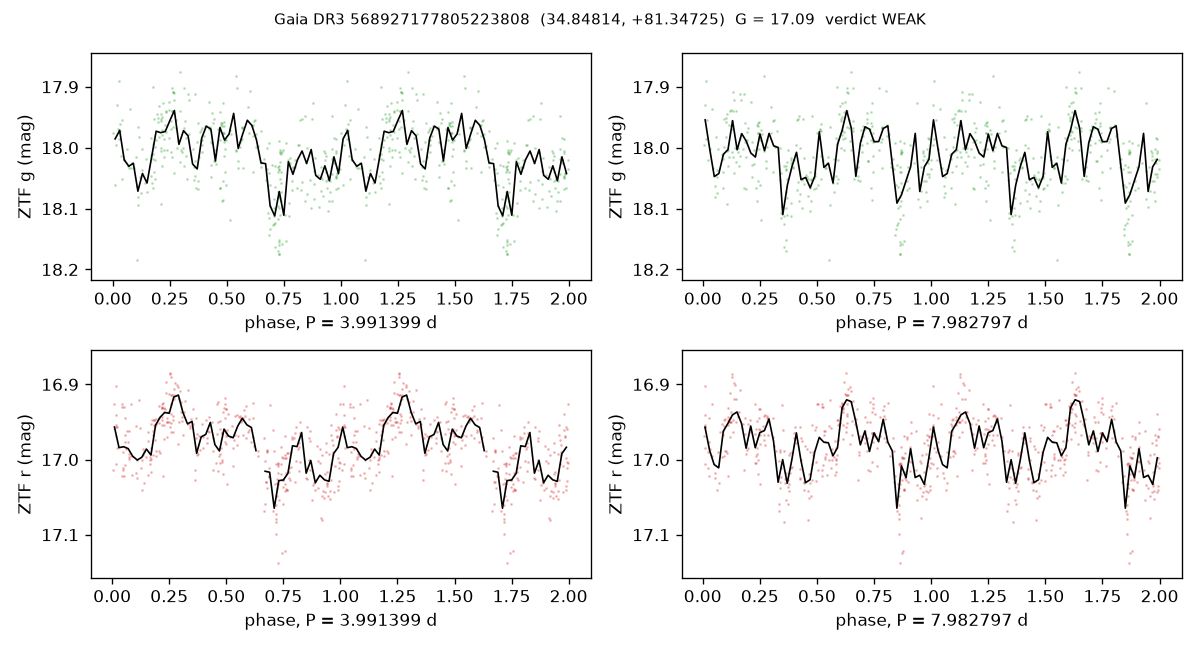 Gaia DR3 568927177805223808  (34.84814, +81.34725)  G = 17.09  verdict WEAK
ZTF g (mag)
17.9
18.0
18.1
18.2
0.00 0.25 0.50 0.75 1.00 1.25 1.50 1.75 2.00
phase, P = 3.991399 d
ZTF g (mag)
17.9
18.0
18.1
18.2
0.00 0.25 0.50 0.75 1.00 1.25 1.50 1.75 2.00
phase, P = 7.982797 d
ZTF r (mag)
16.9
17.0
17.1
0.00 0.25 0.50 0.75 1.00 1.25 1.50 1.75 2.00
phase, P = 3.991399 d
ZTF r (mag)
16.9
17.0
17.1
0.00 0.25 0.50 0.75 1.00 1.25 1.50 1.75 2.00
phase, P = 7.982797 d